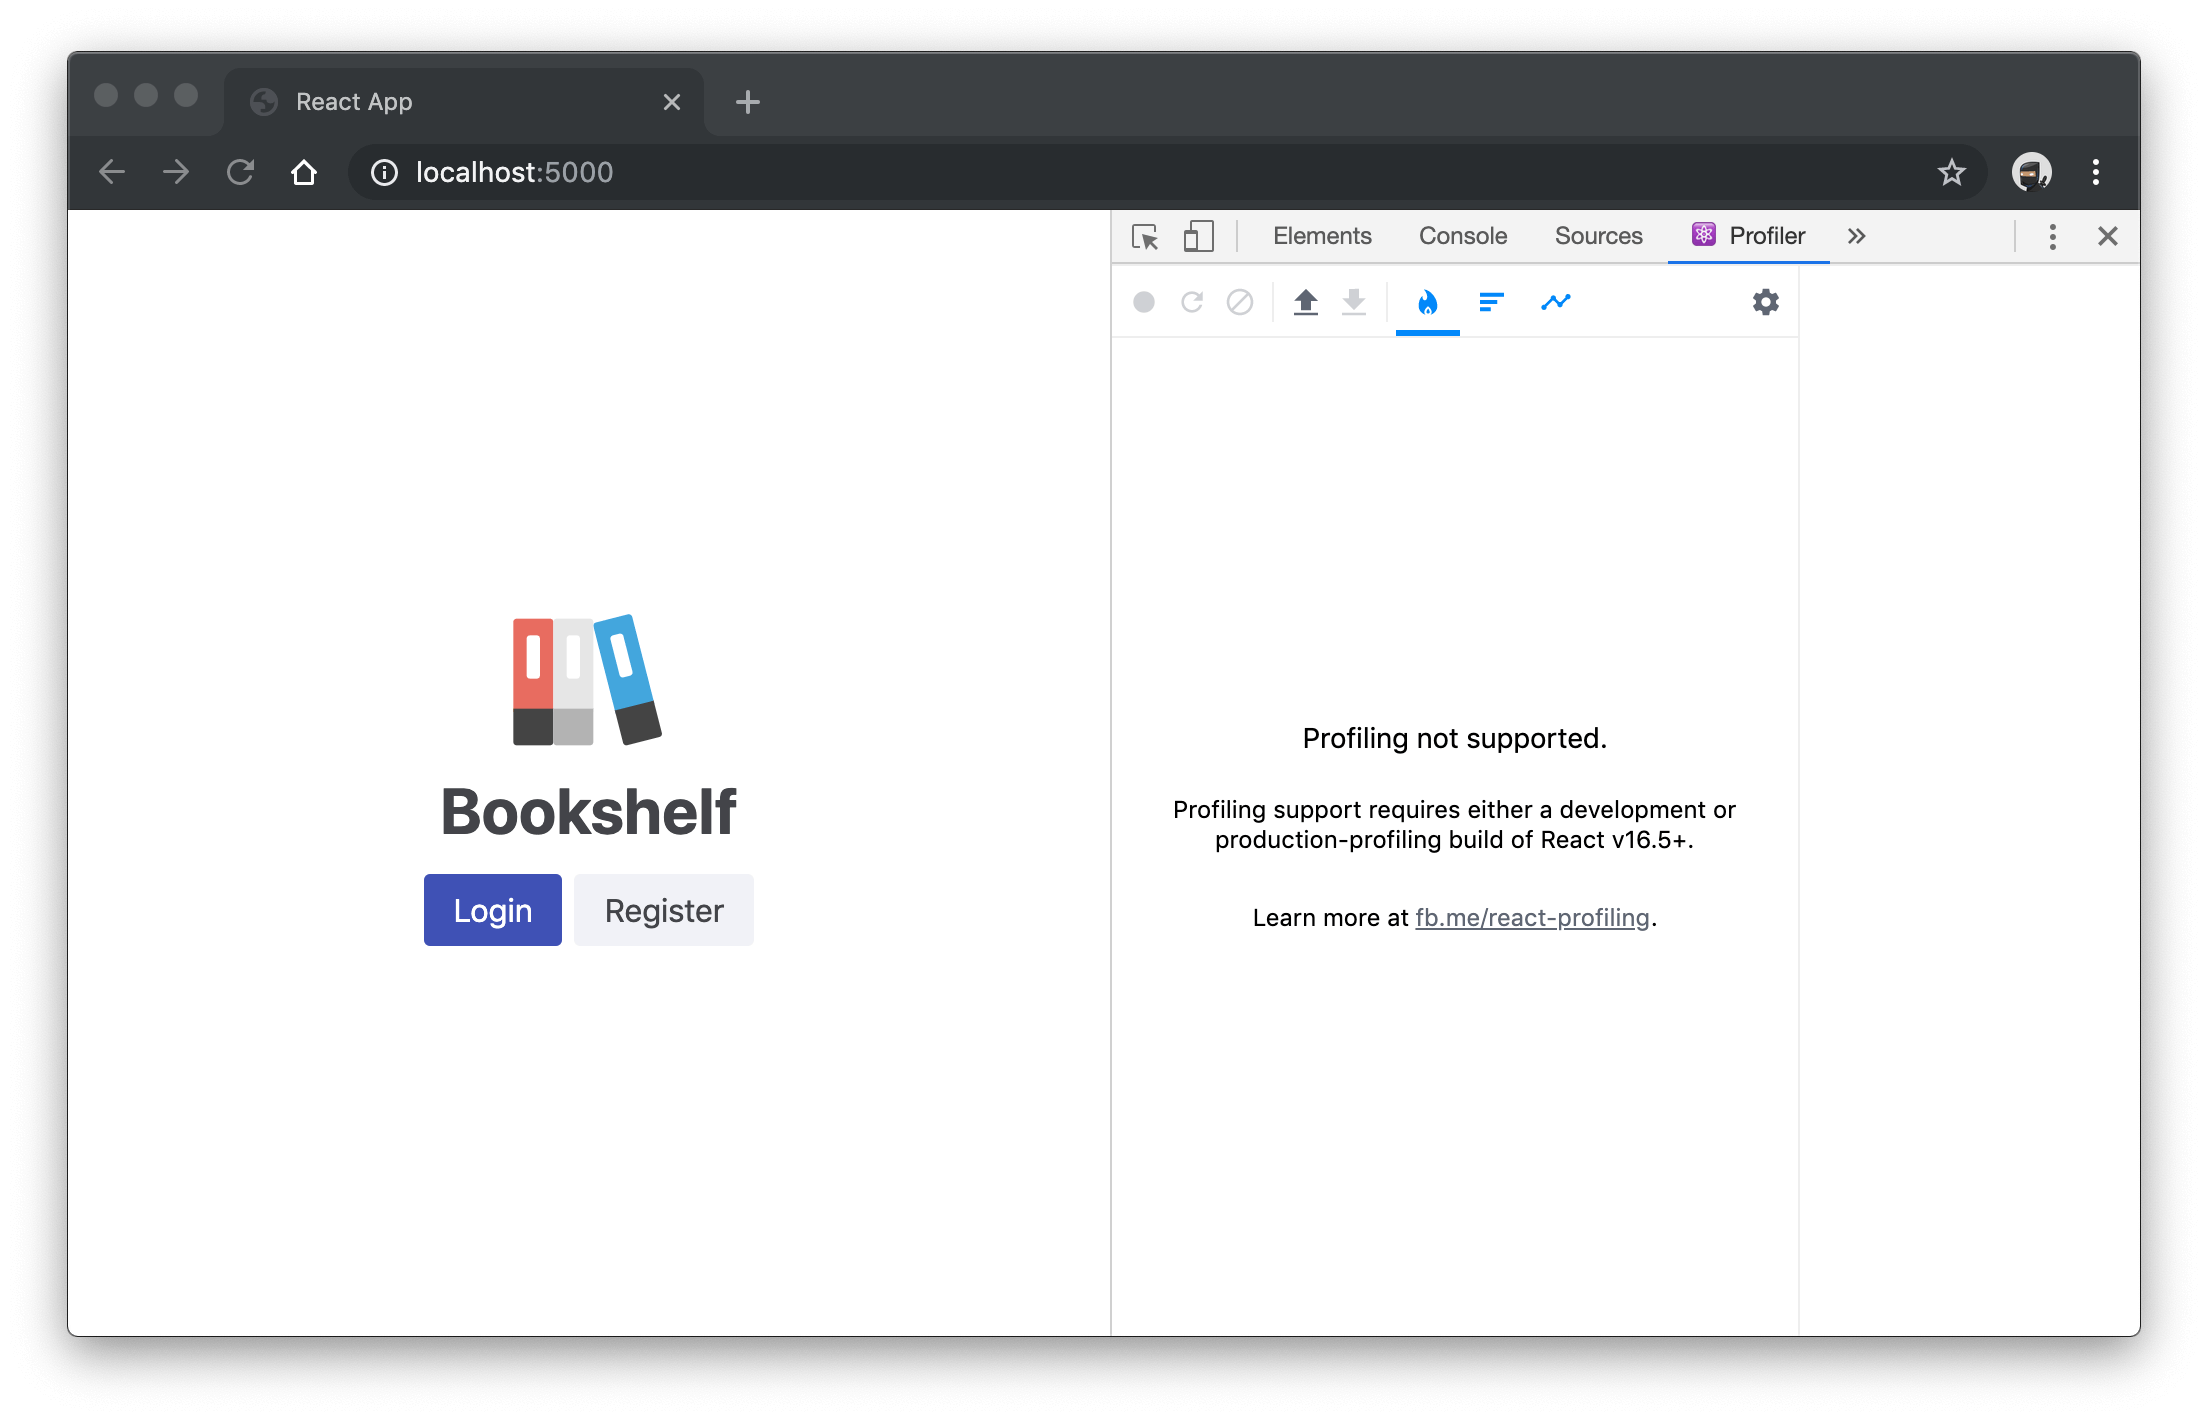 React App
localhost:5000
Elements Console Sources Profiler
Bookshelf
Login Register
Profiling not supported.
Profiling support requires either a development or
production-profiling build of React v16.5+.
Learn more at fb.me/react-profiling.